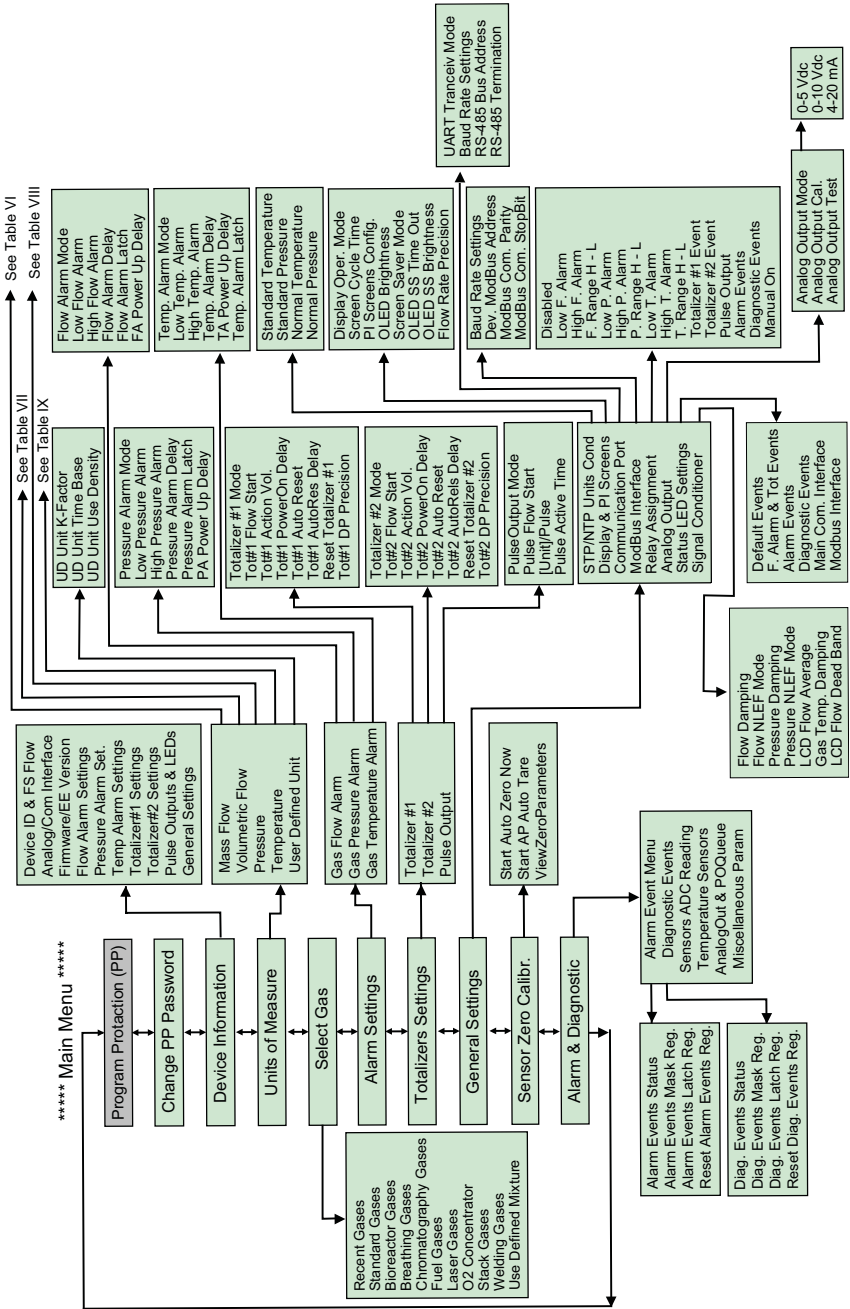 ***** Main Menu *****
Program Protaction (PP)
Change PP Password
Device Information
Units of Measure
Select Gas
Alarm Settings
Totalizers Settings
General Settings
Sensor Zero Calibr.
Alarm & Diagnostic
Recent Gases
Standard Gases
Bioreactor Gases
Breathing Gases
Chromatography Gases
Fuel Gases
Laser Gases
O2 Concentrator
Stack Gases
Welding Gases
Use Defined Mixture
Device ID & FS Flow
Analog/Com Interface
Firmware/EE Version
Flow Alarm Settings
Pressure Alarm Set.
Temp Alarm Settings
Totalizer#1 Settings
Totalizer#2 Settings
Pulse Outputs & LEDs
General Settings
Mass Flow
Volumetric Flow
Pressure
Temperature
User Defined Unit
Gas Flow Alarm
Gas Pressure Alarm
Gas Temperature Alarm
Totalizer #1
Totalizer #2
Pulse Output
Start Auto Zero Now
Start AP Auto Tare
ViewZeroParameters
Alarm Event Menu
Diagnostic Events
Sensors ADC Reading
Temperature Sensors
AnalogOut & POQueue
Miscellaneous Param
Alarm Events Status
Alarm Events Mask Reg.
Alarm Events Latch Reg.
Reset Alarm Events Reg.
Diag. Events Status
Diag. Events Mask Reg.
Diag. Events Latch Reg.
Reset Diag. Events Reg.
See Table VI
See Table VIII
See Table VII
See Table IX
UD Unit K-Factor
UD Unit Time Base
UD Unit Use Density
Pressure Alarm Mode
Low Pressure Alarm
High Pressure Alarm
Pressure Alarm Delay
Pressure Alarm Latch
PA Power Up Delay
Totalizer #1 Mode
Tot#1 Flow Start
Tot#1 Action Vol.
Tot#1 PowerOn Delay
Tot#1 Auto Reset
Tot#1 AutoRes Delay
Reset Totalizer #1
Tot#1 DP Precision
Totalizer #2 Mode
Tot#2 Flow Start
Tot#2 Action Vol.
Tot#2 PowerOn Delay
Tot#2 Auto Reset
Tot#2 AutoRels Delay
Reset Totalizer #2
Tot#2 DP Precision
PulseOutput Mode
Pulse Flow Start
[Unit]/Pulse
Pulse Active Time
STP/NTP Units Cond
Display & PI Screens
Communication Port
ModBus Interface
Relay Assignment
Analog Output
Status LED Settings
Signal Conditioner
Flow Damping
Flow NLEF Mode
Pressure Damping
Pressure NLEF Mode
LCD Flow Average
Gas Temp. Damping
LCD Flow Dead Band
Default Events
F. Alarm & Tot Events
Alarm Events
Diagnostic Events
Main Com. Interface
Modbus Interface
Flow Alarm Mode
Low Flow Alarm
High Flow Alarm
Flow Alarm Delay
Flow Alarm Latch
FA Power Up Delay
Temp. Alarm Mode
Low Temp. Alarm
High Temp. Alarm
Temp. Alarm Delay
TA Power Up Delay
Temp. Alarm Latch
Standard Temperature
Standard Pressure
Normal Temperature
Normal Pressure
Display Oper. Mode
Screen Cycle Time
PI Screens Config.
OLED Brightness
Screen Saver Mode
OLED SS Time Out
OLED SS Brightness
Flow Rate Precision
Baud Rate Settings
Dev. ModBus Address
ModBus Com. Parity
ModBus Com. StopBit
Disabled
Low F. Alarm
High F. Alarm
F. Range H - L
Low P. Alarm
High P. Alarm
P. Range H - L
Low T. Alarm
High T. Alarm
T. Range H - L
Totalizer #1 Event
Totalizer #2 Event
Pulse Output
Alarm Events
Diagnostic Events
Manual On
UART Tranceiv Mode
Baud Rate Settings
RS-485 Bus Address
RS-485 Termination
Analog Output Mode
Analog Output Cal.
Analog Output Test
0-5 Vdc
0-10 Vdc
4-20 mA